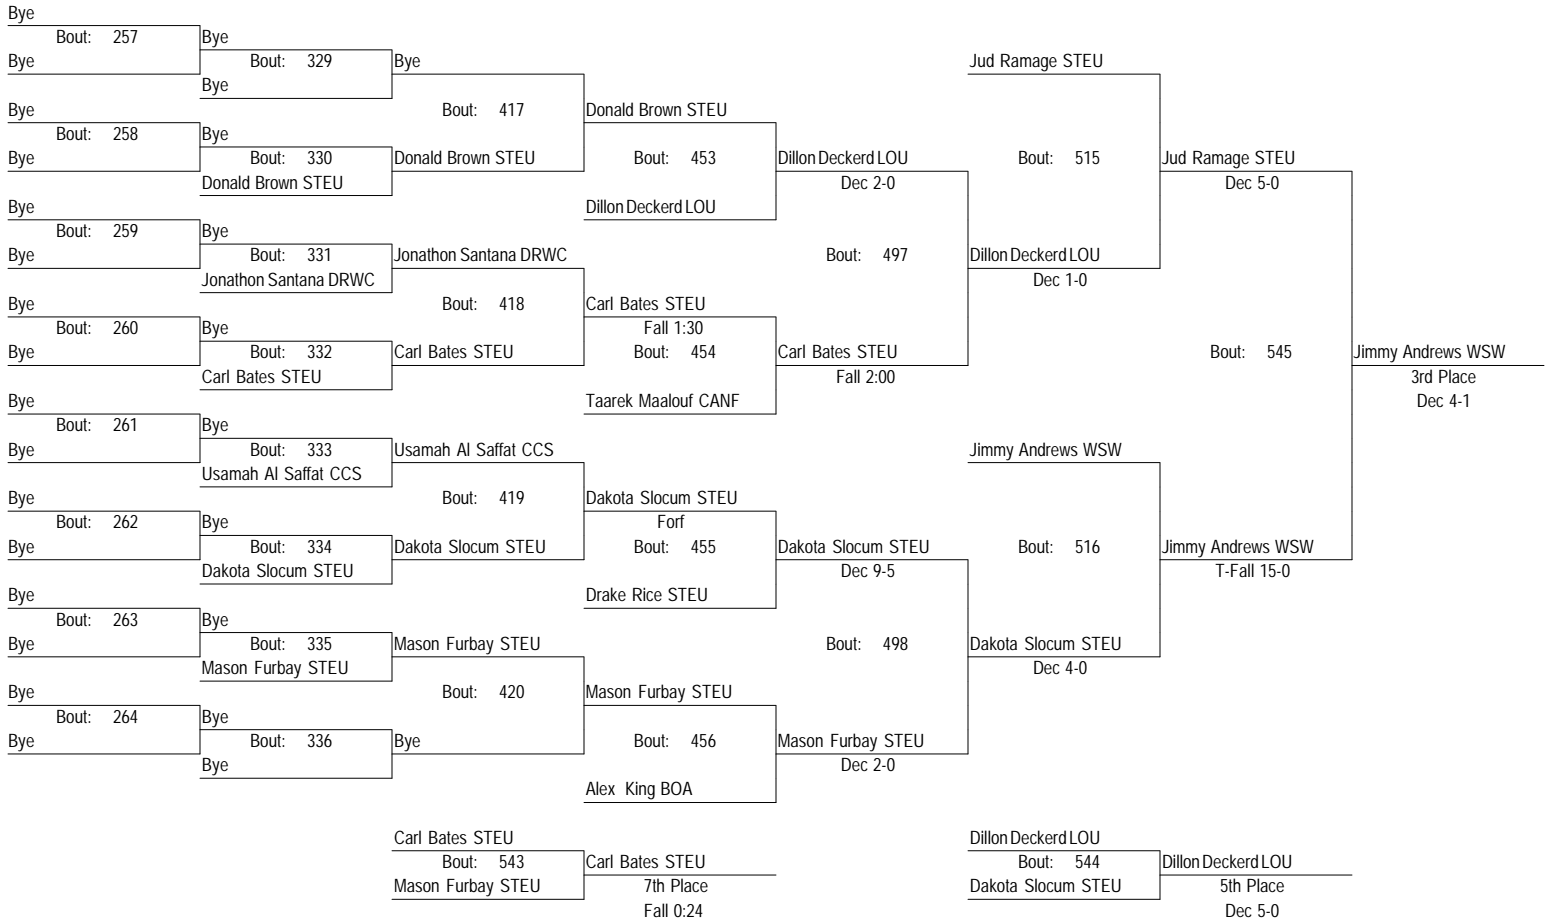 Bye
Bout: 257 Bye
Bye Bout: 329 Bye Jud Ramage STEU
Bye
Bye Bout: 417 Donald Brown STEU
Bout: 258 Bye
Bye Bout: 330 Donald Brown STEU Bout: 453 Dillon Deckerd LOU Bout: 515 Jud Ramage STEU
Donald Brown STEU Dec 2-0 Dec 5-0
Bye Dillon Deckerd LOU
Bout: 259 Bye
Bye Bout: 331 Jonathon Santana DRWC Bout: 497 Dillon Deckerd LOU
Jonathon Santana DRWC Dec 1-0
Bye Bout: 418 Carl Bates STEU
Bout: 260 Bye Fall 1:30
Bye Bout: 332 Carl Bates STEU Bout: 454 Carl Bates STEU Bout: 545 Jimmy Andrews WSW
Carl Bates STEU Fall 2:00 3rd Place
Bye Taarek Maalouf CANF Dec 4-1
Bout: 261 Bye
Bye Bout: 333 Usamah Al Saffat CCS Jimmy Andrews WSW
Usamah Al Saffat CCS
Bye Bout: 419 Dakota Slocum STEU
Bout: 262 Bye Forf
Bye Bout: 334 Dakota Slocum STEU Bout: 455 Dakota Slocum STEU Bout: 516 Jimmy Andrews WSW
Dakota Slocum STEU Dec 9-5 T-Fall 15-0
Bye Drake Rice STEU
Bout: 263 Bye
Bye Bout: 335 Mason Furbay STEU Bout: 498 Dakota Slocum STEU
Mason Furbay STEU Dec 4-0
Bye Bout: 420 Mason Furbay STEU
Bout: 264 Bye
Bye Bout: 336 Bye Bout: 456 Mason Furbay STEU
Bye Dec 2-0
Alex King BOA
Carl Bates STEU Dillon Deckerd LOU
Bout: 543 Carl Bates STEU Bout: 544 Dillon Deckerd LOU
Mason Furbay STEU 7th Place Dakota Slocum STEU 5th Place
Fall 0:24 Dec 5-0